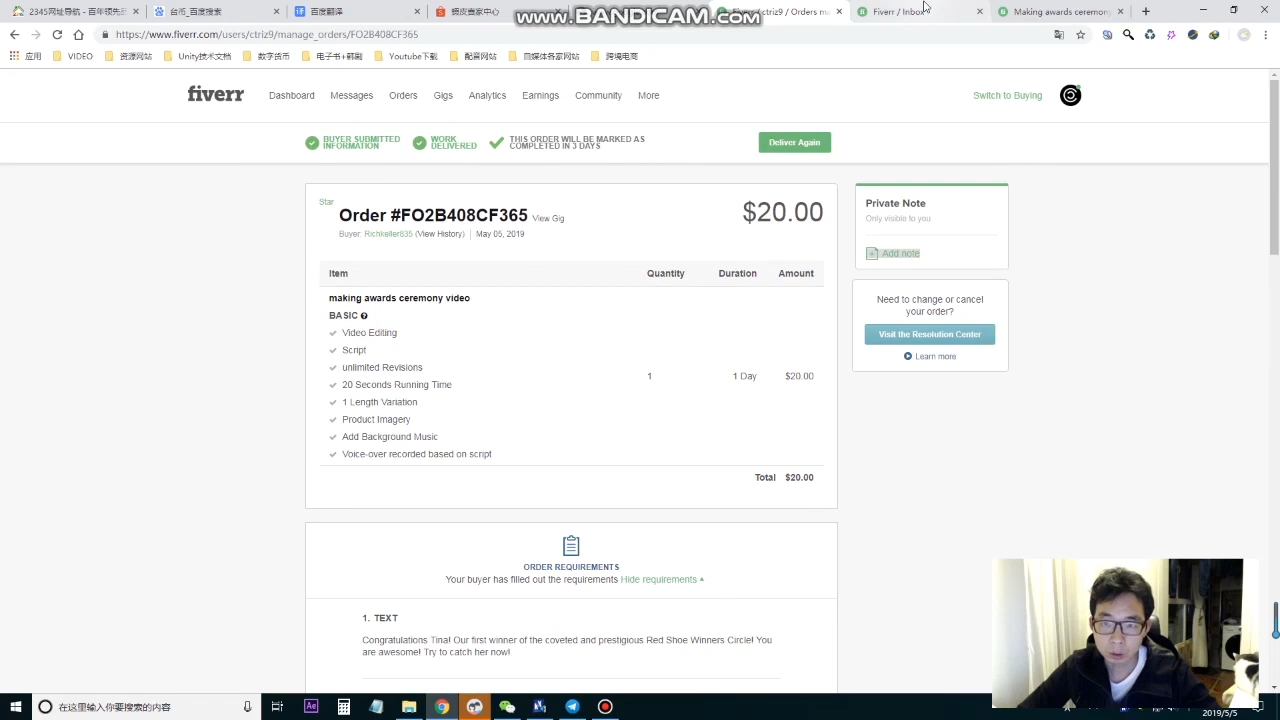 2345网址导航 - 百年领先
百度翻新
百度翻新
频烦宜家中
www.BANDICAM.com
https://www.fiverr.com/users/ctriz9/manage_orders/FO2B408CF365
应用
VIDEO
资源网站
Unity技术文档
数字货币
电子书+韩剧
Youtube下载
配音网站
自媒体各家网站
跨境电商
fiverr
Dashboard
Messages
Orders
Gigs
Analytics
Earnings
Community
More
Switch to Buying
BUYER SUBMITTED
INFORMATION
WORK
DELIVERED
THIS ORDER WILL BE MARKED AS
COMPLETED IN 3 DAYS
Deliver Again
Star
Order #FO2B408CF365 View Gig
$20.00
Buyer: Richkeller835 (View History) | May 05, 2019
Private Note
Only visible to you
Add note
Item Quantity Duration Amount
making awards ceremony video
BASIC
Video Editing
Script
unlimited Revisions
20 Seconds Running Time
1 1 Day $20.00
1 Length Variation
Product Imagery
Add Background Music
Voice-over recorded based on script
Total $20.00
Need to change or cancel
your order?
Visit the Resolution Center
Learn more
ORDER REQUIREMENTS
Your buyer has filled out the requirements Hide requirements
1. TEXT
Congratulations Tina! Our first winner of the coveted and prestigious Red Shoe Winners Circle! You
are awesome! Try to catch her now!
在这里输入你要搜索的内容
Ae
2019/5/5